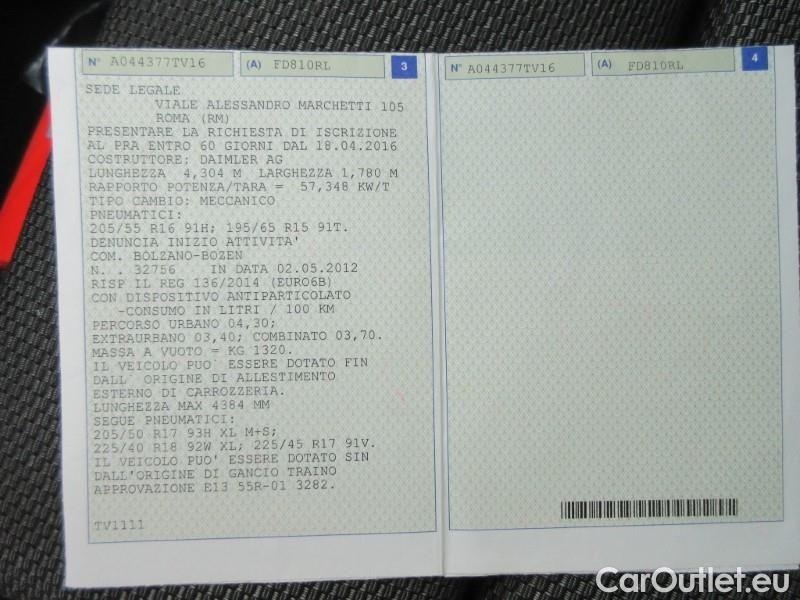 N° A044377TV16 (A) FD810RL 3
SEDE LEGALE
VIALE ALESSANDRO MARCHETTI 105
ROMA (RM)
PRESENTARE LA RICHIESTA DI ISCRIZIONE
AL PRA ENTRO 60 GIORNI DAL 18.04.2016
COSTRUTTORE: DAIMLER AG
LUNGHEZZA 4,304 M LARGHEZZA 1,780 M
RAPPORTO POTENZA/TARA = 57,348 KW/T
TIPO CAMBIO: MECCANICO
PNEUMATICI:
205/55 R16 91H; 195/65 R15 91T.
DENUNCIA INIZIO ATTIVITA'
COM. BOLZANO-BOZEN
N. . 32756 IN DATA 02.05.2012
RISP IL REG 136/2014 (EURO6B)
CON DISPOSITIVO ANTIPARTICOLATO
-CONSUMO IN LITRI / 100 KM
PERCORSO URBANO 04,30;
EXTRAURBANO 03,40; COMBINATO 03,70.
MASSA A VUOTO = KG 1320.
IL VEICOLO PUO` ESSERE DOTATO FIN
DALL` ORIGINE DI ALLESTIMENTO
ESTERNO DI CARROZZERIA.
LUNGHEZZA MAX 4384 MM
SEGUE PNEUMATICI:
205/50 R17 93H XL M+S;
225/40 R18 92W XL; 225/45 R17 91V.
IL VEICOLO PUO' ESSERE DOTATO SIN
DALL'ORIGINE DI GANCIO TRAINO
APPROVAZIONE E13 55R-01 3282.
TV1111
N° A044377TV16 (A) FD810RL 4
CarOutlet.eu